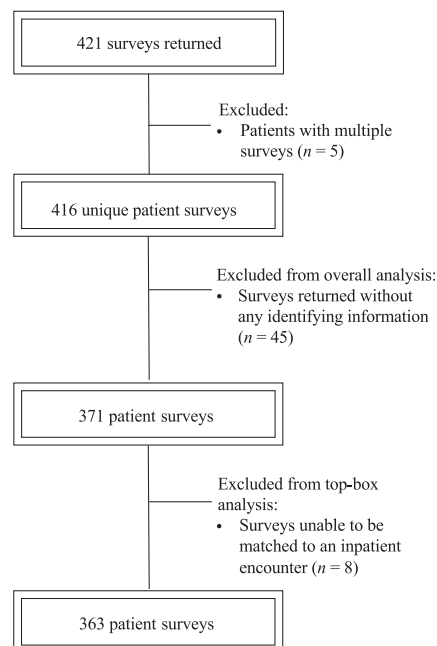 421 surveys returned
Excluded:
• Patients with multiple
surveys (n = 5)
416 unique patient surveys
Excluded from overall analysis:
• Surveys returned without
any identifying information
(n = 45)
371 patient surveys
Excluded from top-box
analysis:
• Surveys unable to be
matched to an inpatient
encounter (n = 8)
363 patient surveys